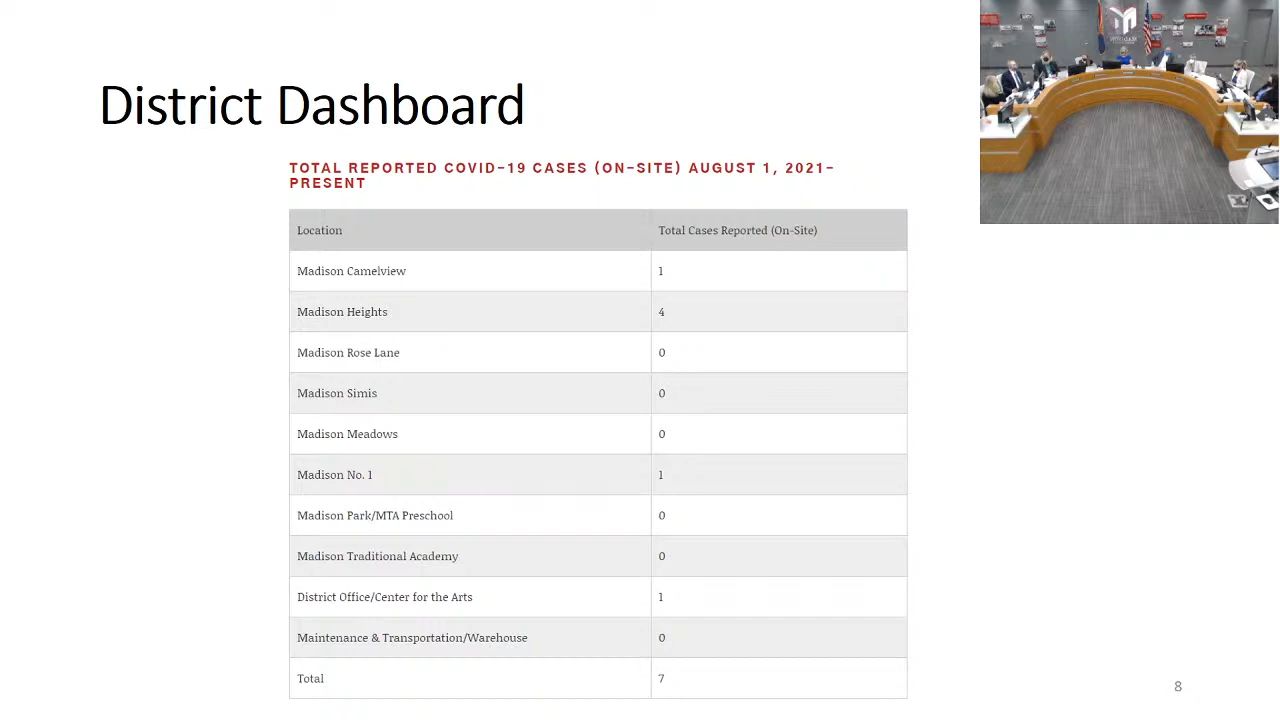 District Dashboard
TOTAL REPORTED COVID-19 CASES (ON-SITE) AUGUST 1, 2021-
PRESENT
Location Total Cases Reported (On-Site)
Madison Camelview 1
Madison Heights 4
Madison Rose Lane 0
Madison Simis 0
Madison Meadows 0
Madison No. 1 1
Madison Park/MTA Preschool 0
Madison Traditional Academy 0
District Office/Center for the Arts 1
Maintenance & Transportation/Warehouse 0
Total 7
8